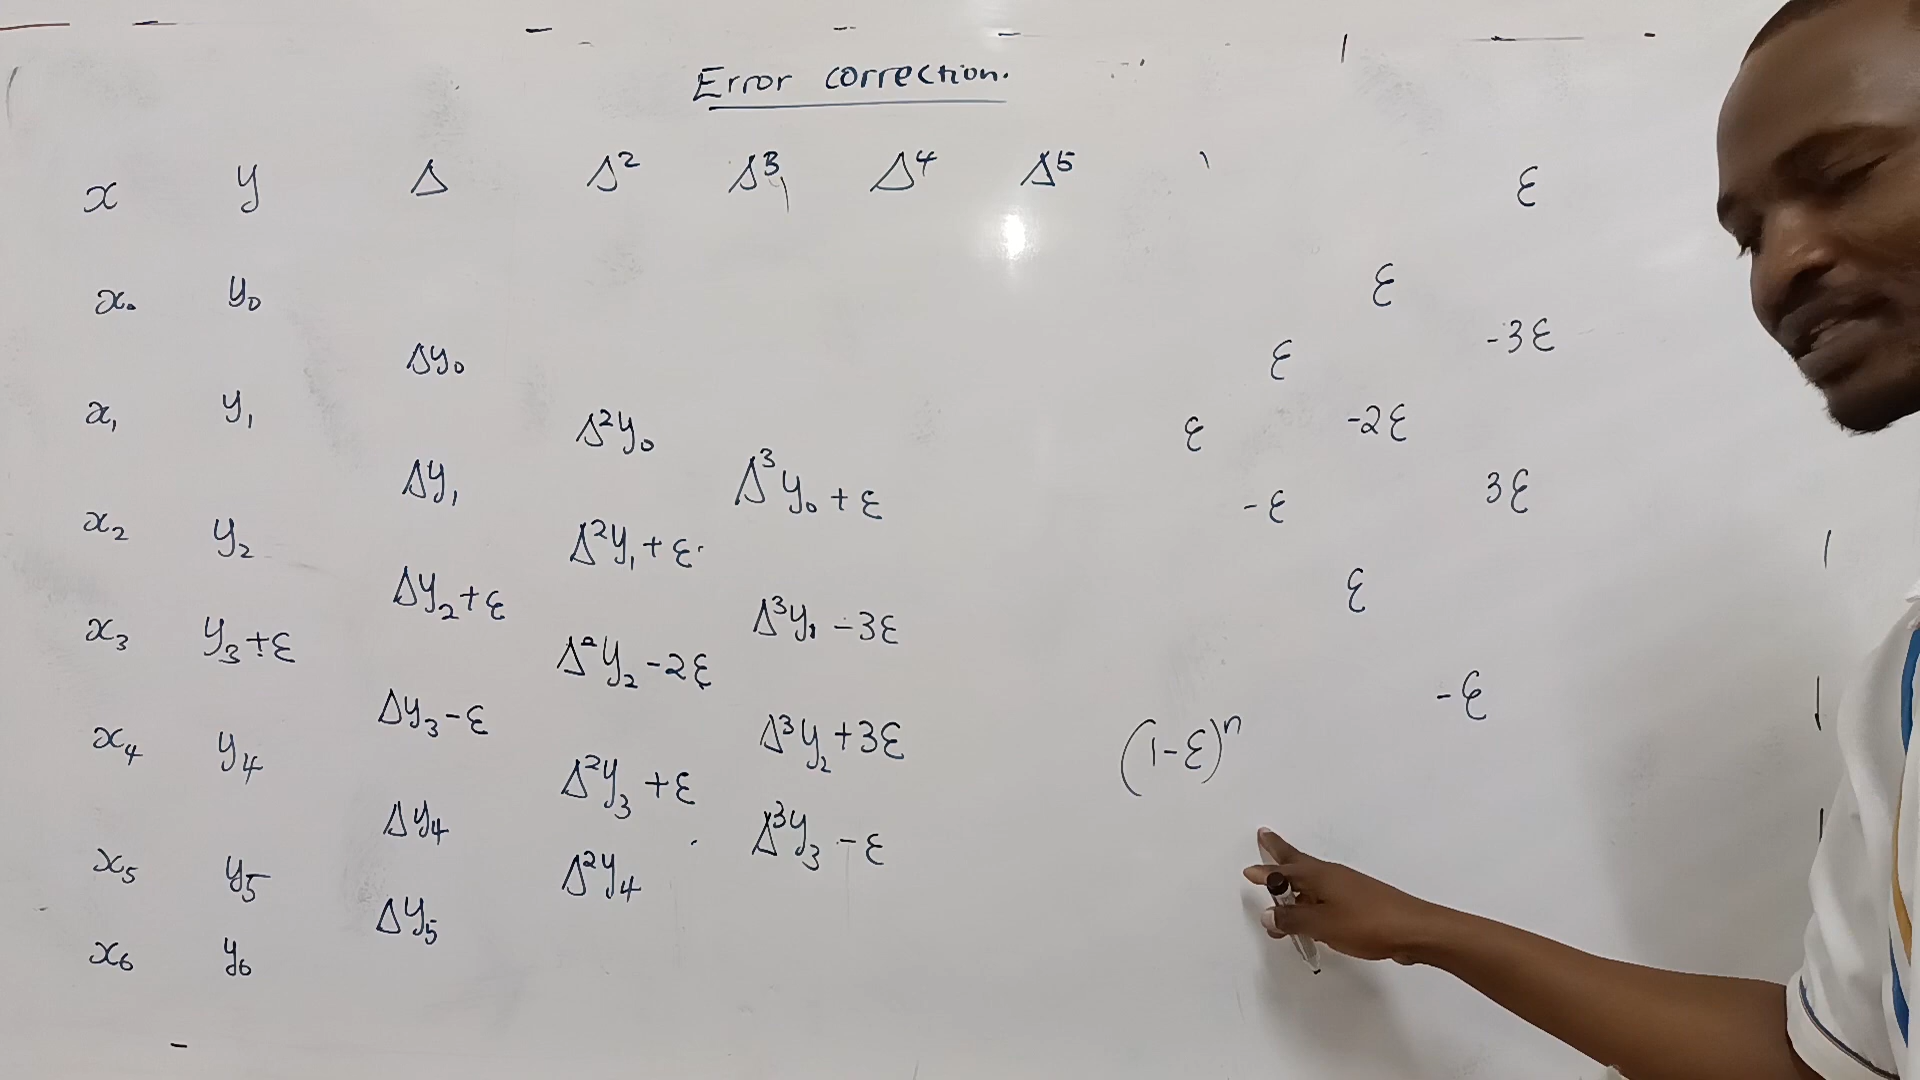 Error correction.
x y Δ Δ² Δ³ Δ⁴ Δ⁵ ε
x₀ y₀ ε
Δy₀ ε -3ε
x₁ y₁ Δ²y₀ ε -2ε
Δy₁ Δ³y₀ + ε -ε 3ε
x₂ y₂ Δ²y₁ + ε
Δy₂ + ε ε
x₃ y₃ + ε Δ²y₂ - 2ε Δ³y₁ - 3ε
Δy₃ - ε -ε
x₄ y₄ Δ²y₃ + ε Δ³y₂ + 3ε (1-ε)ⁿ
Δy₄ Δ³y₃ - ε
x₅ y₅ Δ²y₄
Δy₅
x₆ y₆